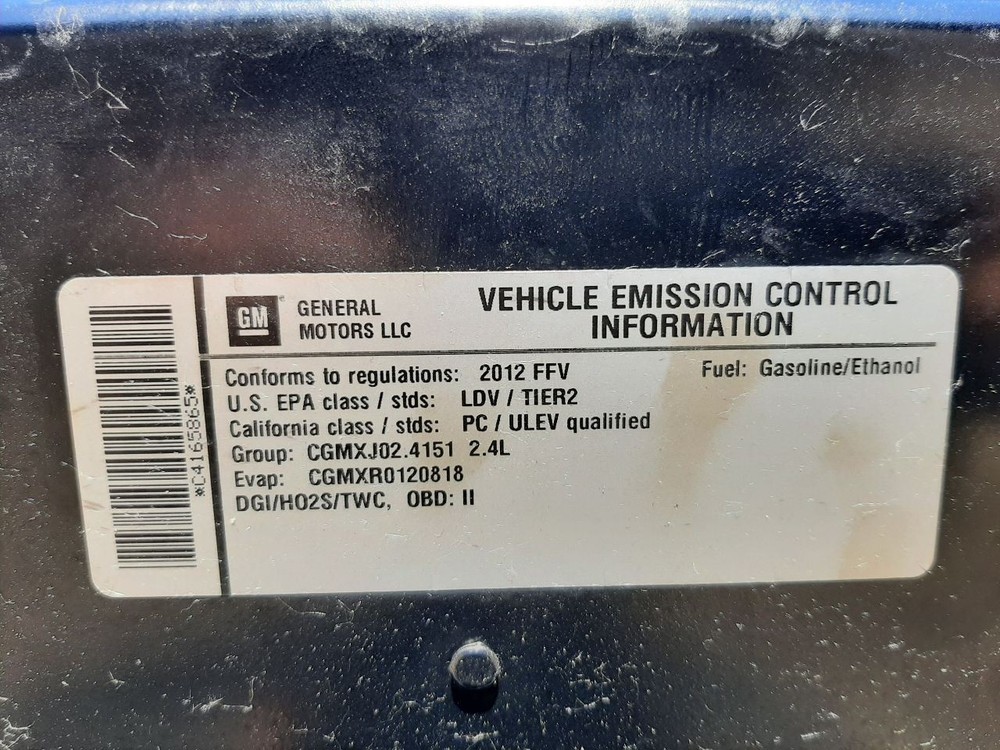 *C4165865*
GM
GENERAL
MOTORS LLC
VEHICLE EMISSION CONTROL
INFORMATION
Conforms to regulations: 2012 FFV
Fuel: Gasoline/Ethanol
U.S. EPA class / stds: LDV / TIER2
California class / stds: PC / ULEV qualified
Group: CGMXJ02.4151 2.4L
Evap: CGMXR0120818
DGI/HO2S/TWC, OBD: II